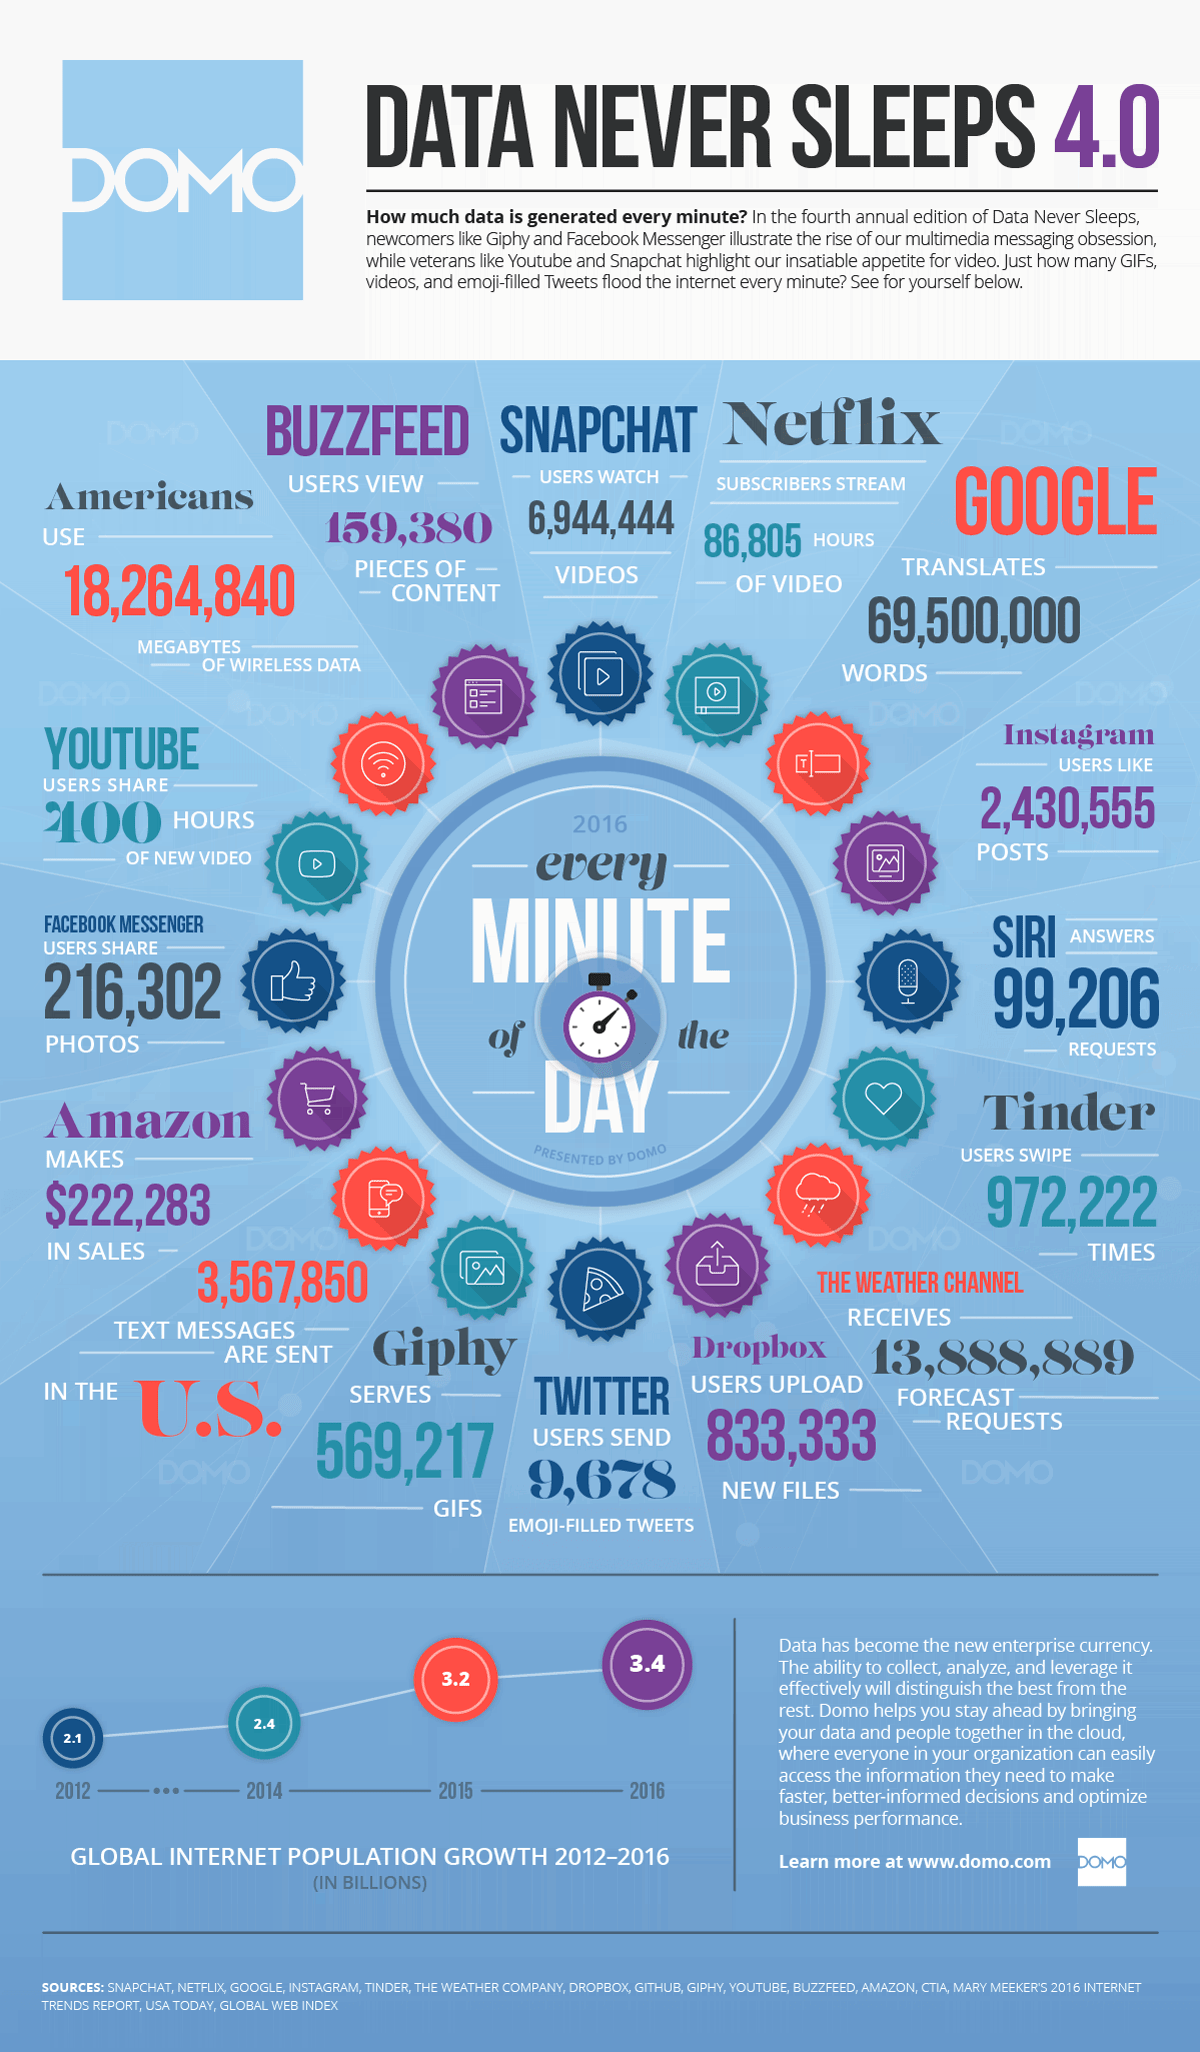 DOMO
DATA NEVER SLEEPS 4.0
How much data is generated every minute? In the fourth annual edition of Data Never Sleeps,
newcomers like Giphy and Facebook Messenger illustrate the rise of our multimedia messaging obsession,
while veterans like Youtube and Snapchat highlight our insatiable appetite for video. Just how many GIFs,
videos, and emoji-filled Tweets flood the internet every minute? See for yourself below.
Americans
USE
18,264,840
MEGABYTES
OF WIRELESS DATA
BUZZFEED
USERS VIEW
159,380
PIECES OF
CONTENT
SNAPCHAT
USERS WATCH
6,944,444
VIDEOS
Netflix
SUBSCRIBERS STREAM
86,805 HOURS
OF VIDEO
GOOGLE
TRANSLATES
69,500,000
WORDS
YOUTUBE
USERS SHARE
400 HOURS
OF NEW VIDEO
Instagram
USERS LIKE
2,430,555
POSTS
FACEBOOK MESSENGER
USERS SHARE
216,302
PHOTOS
SIRI ANSWERS
99,206
REQUESTS
2016
every
MINUTE
of the
DAY
PRESENTED BY DOMO
Amazon
MAKES
$222,283
IN SALES
Tinder
USERS SWIPE
972,222
TIMES
3,567,850
TEXT MESSAGES
ARE SENT
IN THE U.S.
Giphy
SERVES
569,217
GIFS
TWITTER
USERS SEND
9,678
EMOJI-FILLED TWEETS
Dropbox
USERS UPLOAD
833,333
NEW FILES
THE WEATHER CHANNEL
RECEIVES
13,888,889
FORECAST
REQUESTS
DOMO
DOMO
DOMO
DOMO
DOMO
DOMO
DOMO
DOMO
DOMO
DOMO
T
2.1
2.4
3.2
3.4
2012 ••• 2014 2015 2016
GLOBAL INTERNET POPULATION GROWTH 2012–2016
(IN BILLIONS)
Data has become the new enterprise currency.
The ability to collect, analyze, and leverage it
effectively will distinguish the best from the
rest. Domo helps you stay ahead by bringing
your data and people together in the cloud,
where everyone in your organization can easily
access the information they need to make
faster, better-informed decisions and optimize
business performance.
Learn more at www.domo.com
DOMO
SOURCES: SNAPCHAT, NETFLIX, GOOGLE, INSTAGRAM, TINDER, THE WEATHER COMPANY, DROPBOX, GITHUB, GIPHY, YOUTUBE, BUZZFEED, AMAZON, CTIA, MARY MEEKER'S 2016 INTERNET
TRENDS REPORT, USA TODAY, GLOBAL WEB INDEX